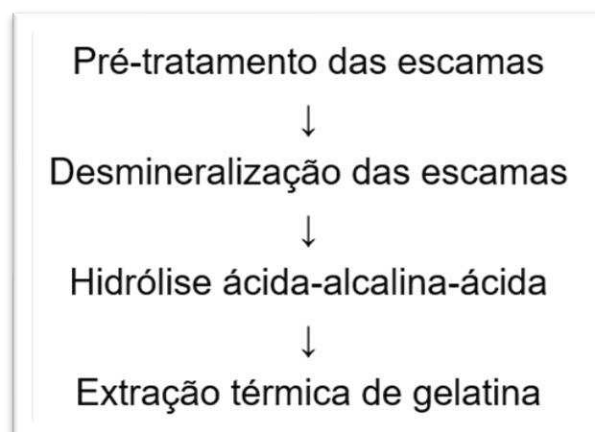 Pré-tratamento das escamas
↓
Desmineralização das escamas
↓
Hidrólise ácida-alcalina-ácida
↓
Extração térmica de gelatina